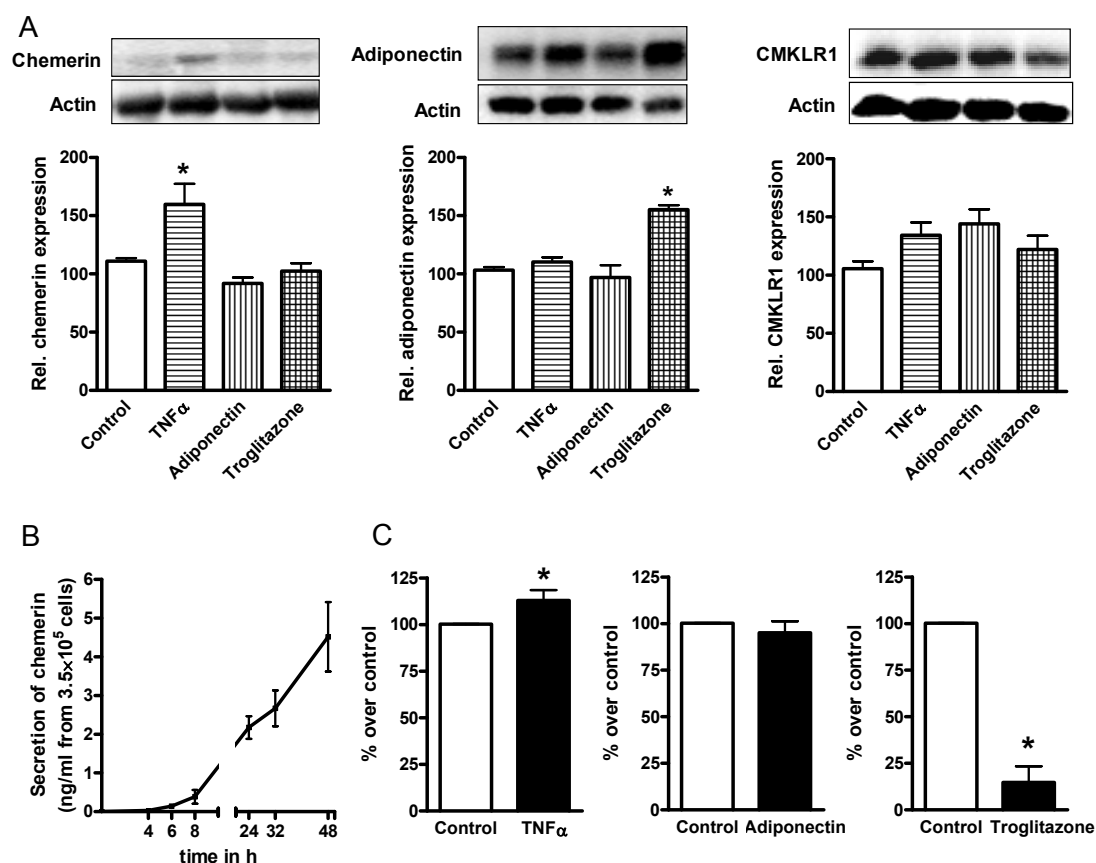 A
Chemerin
Actin
Rel. chemerin expression
200
150
100
50
0
*
Control
TNFα
Adiponectin
Troglitazone
Adiponectin
Actin
Rel. adiponectin expression
200
150
100
50
0
*
Control
TNFα
Adiponectin
Troglitazone
CMKLR1
Actin
Rel. CMKLR1 expression
200
150
100
50
0
Control
TNFα
Adiponectin
Troglitazone
B
Secretion of chemerin
(ng/ml from 3.5×10⁵ cells)
6
5
4
3
2
1
0
4 6 8 24 32 48
time in h
C
% over control
125
100
75
50
25
0
*
Control TNFα
% over control
125
100
75
50
25
0
Control Adiponectin
% over control
125
100
75
50
25
0
*
Control Troglitazone